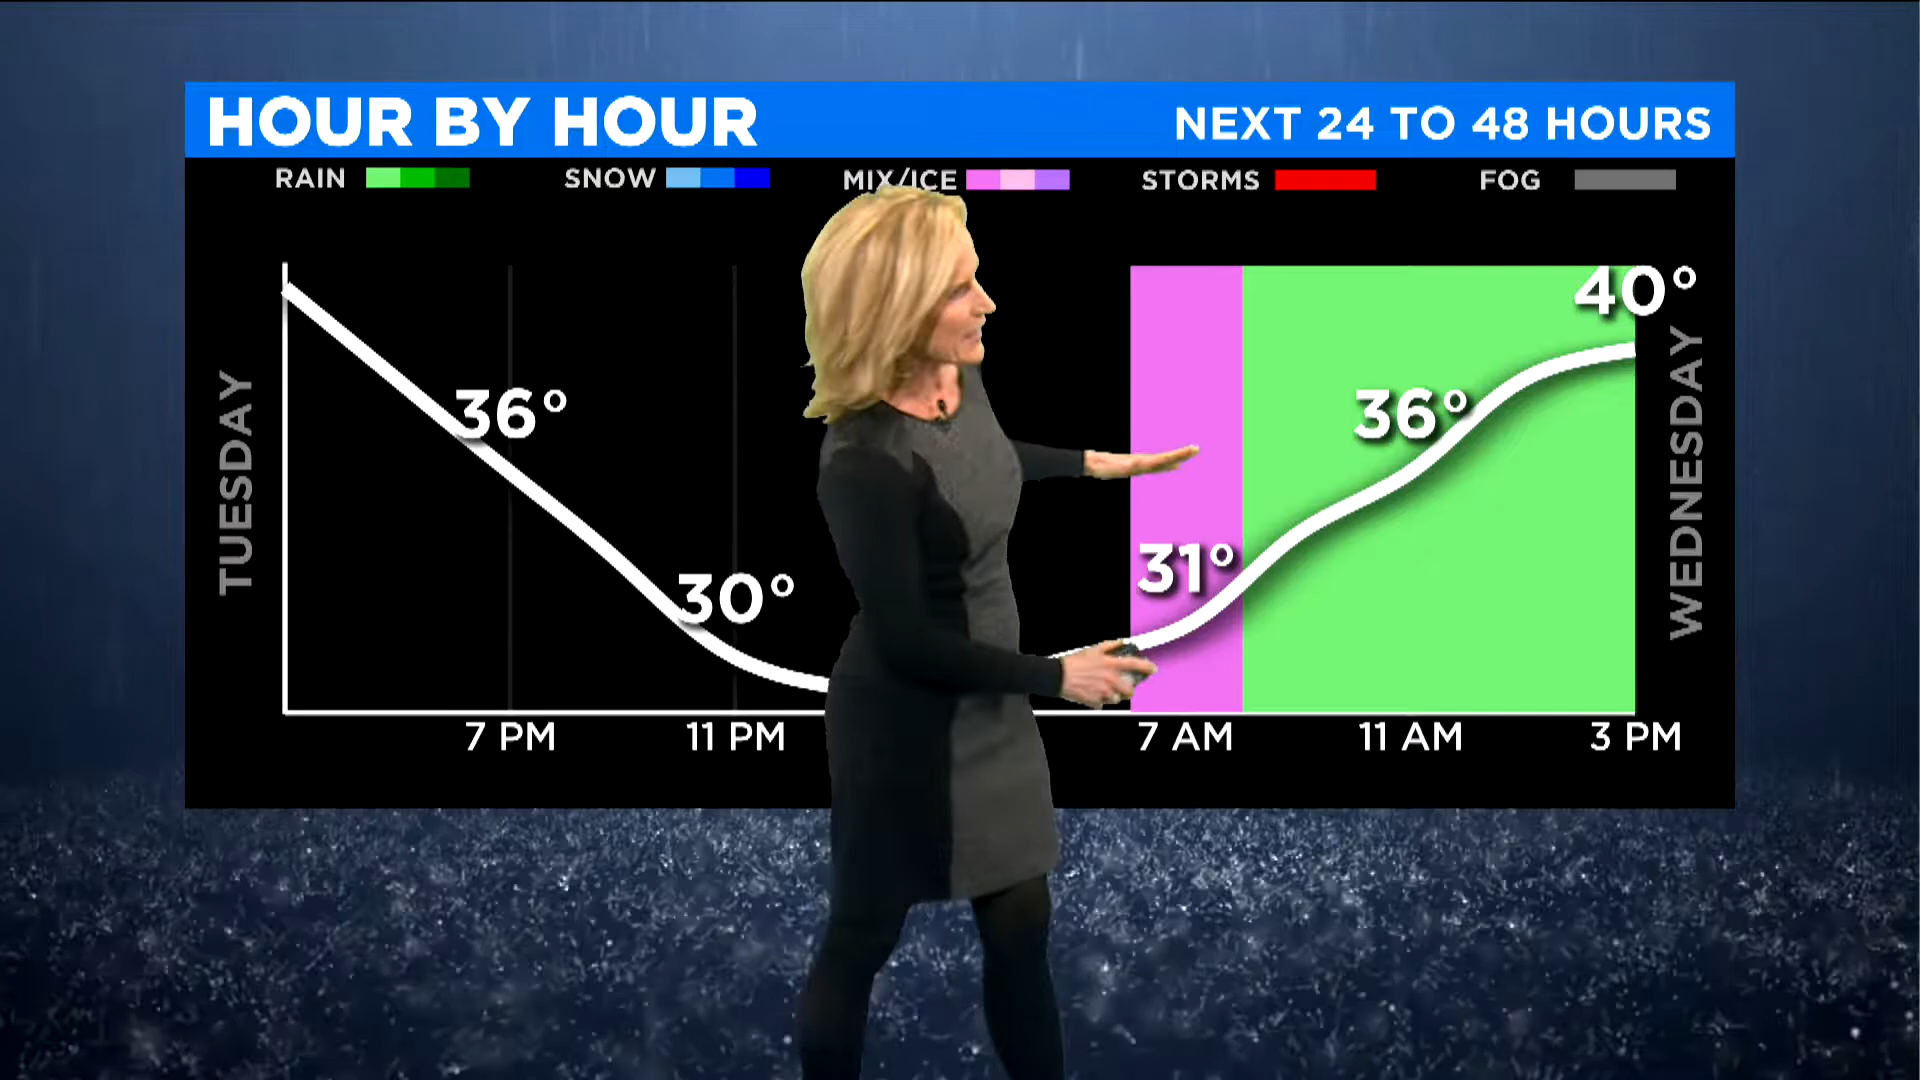 HOUR BY HOUR
NEXT 24 TO 48 HOURS
RAIN
SNOW
MIX/ICE
STORMS
FOG
TUESDAY
36°
30°
31°
36°
40°
WEDNESDAY
7 PM
11 PM
7 AM
11 AM
3 PM